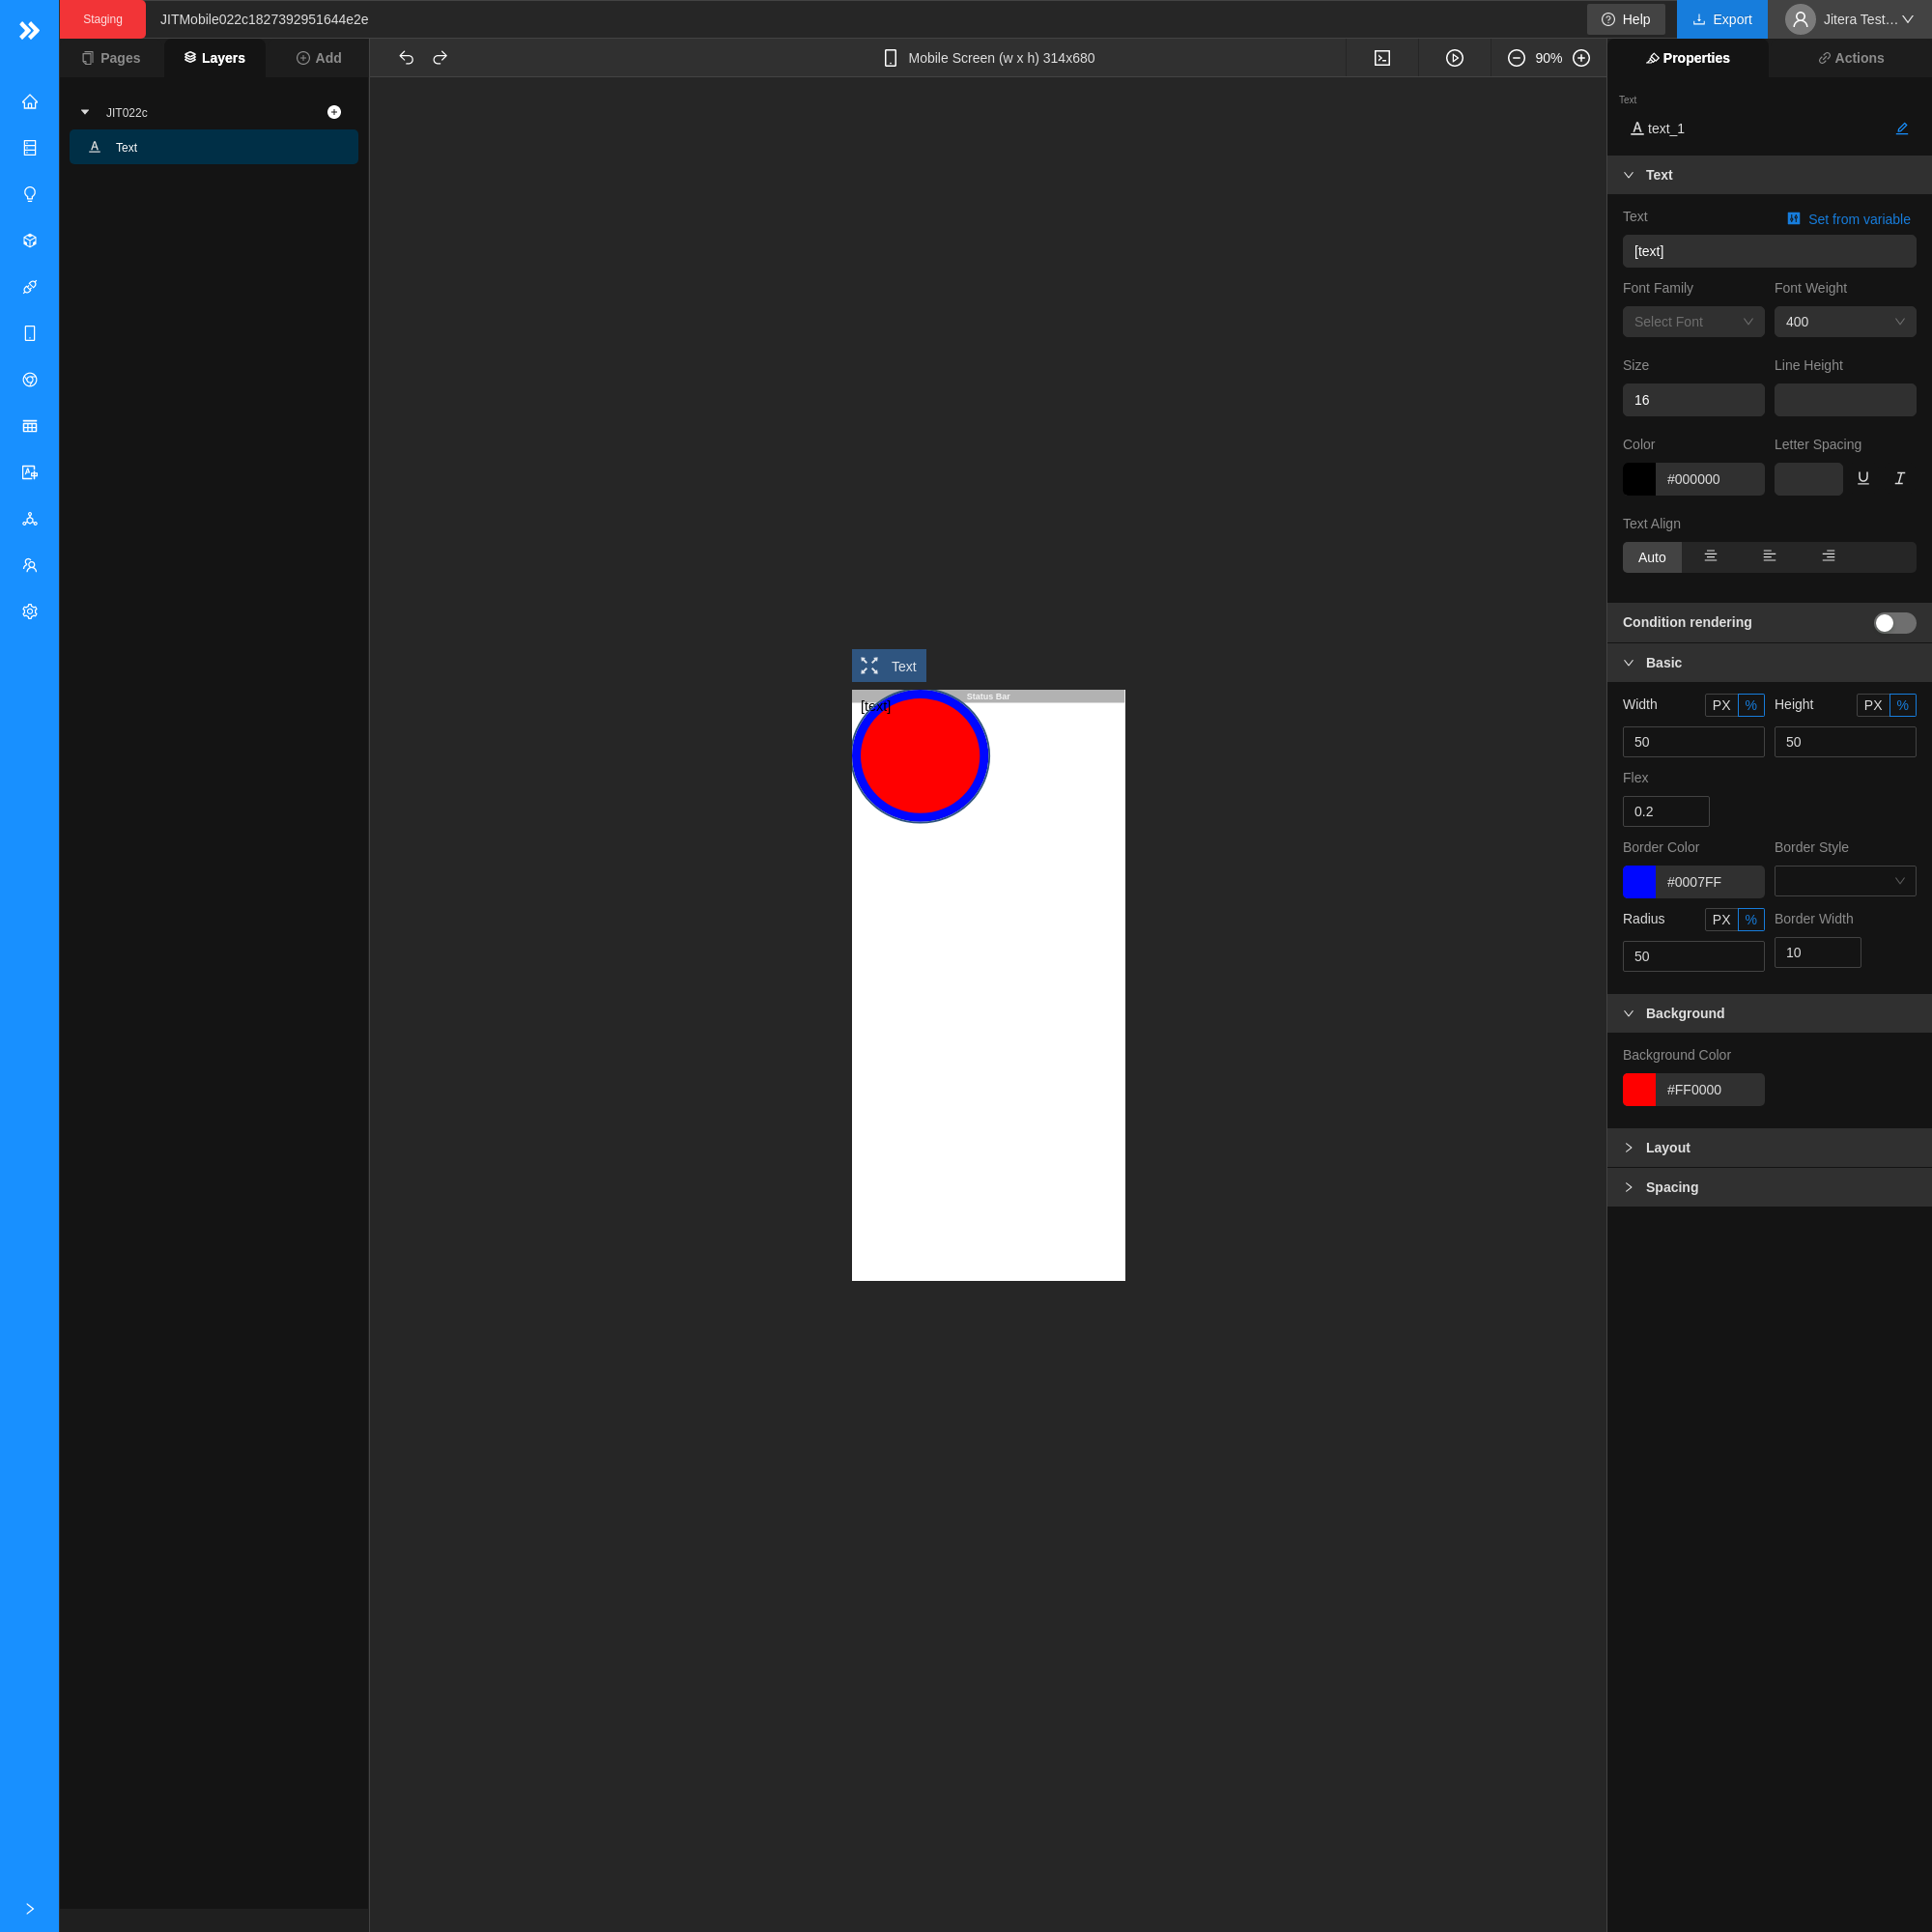 Staging
JITMobile022c1827392951644e2e
Help
Export
Jitera Test…
Pages
Layers
Add
Mobile Screen (w x h) 314x680
90%
Properties
Actions
JIT022c
Text
Text
text_1
Text
Text
Set from variable
[text]
Font Family
Font Weight
Select Font
400
Size
Line Height
16
Color
Letter Spacing
#000000
Text Align
Auto
Condition rendering
Basic
Text
Status Bar
[text]
Width
PX
%
Height
PX
%
50
50
Flex
0.2
Border Color
Border Style
#0007FF
Radius
PX
%
Border Width
50
10
Background
Background Color
#FF0000
Layout
Spacing